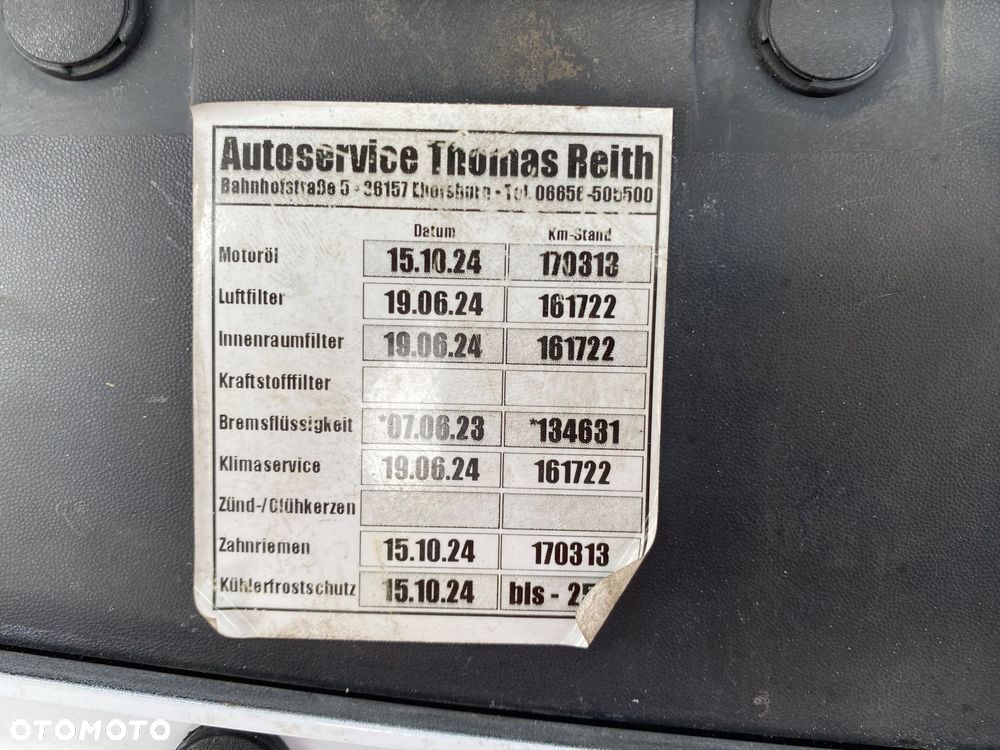 Autoservice Thomas Reith
Bahnhofstraße 5 - 36157 Ebersburg - Tel. 06656-505500
Datum Km-Stand
Motoröl 15.10.24 170313
Luftfilter 19.06.24 161722
Innenraumfilter 19.06.24 161722
Kraftstofffilter
Bremsflüssigkeit *07.06.23 *134631
Klimaservice 19.06.24 161722
Zünd-/Glühkerzen
Zahnriemen 15.10.24 170313
Kühlerfrostschutz 15.10.24 bis -
OTOMOTO